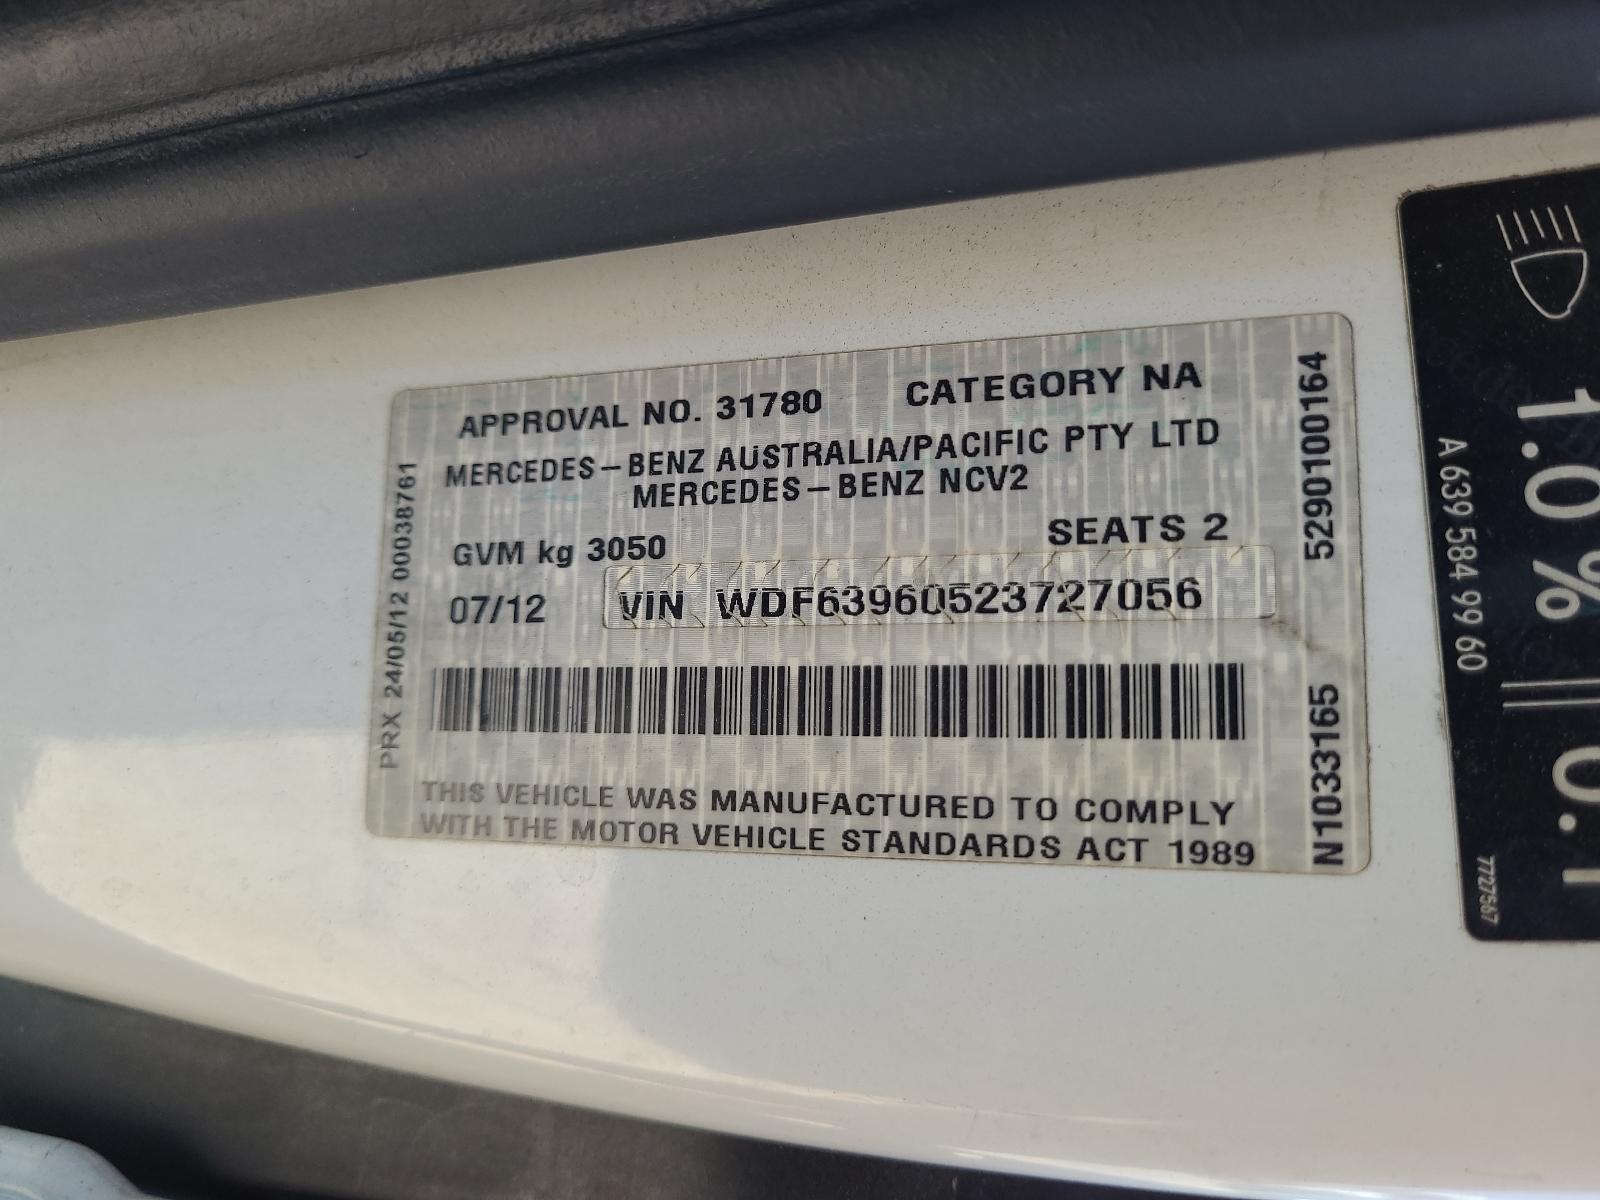 APPROVAL NO. 31780 CATEGORY NA
MERCEDES-BENZ AUSTRALIA/PACIFIC PTY LTD
MERCEDES-BENZ NCV2
SEATS 2
GVM kg 3050
07/12 VIN WDF63960523727056
THIS VEHICLE WAS MANUFACTURED TO COMPLY
WITH THE MOTOR VEHICLE STANDARDS ACT 1989
PRX 24/05/12 00038761
N1033165 5290100164
A 639 584 99 60
7727567
1.0%